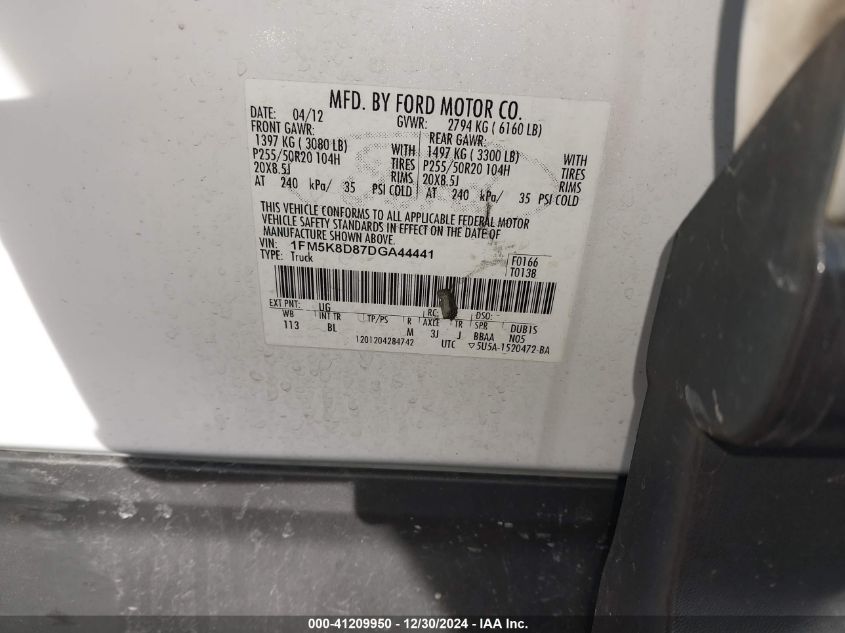 MFD. BY FORD MOTOR CO.
DATE: 04/12 GVWR: 2794 KG ( 6160 LB)
FRONT GAWR: REAR GAWR:
1397 KG ( 3080 LB) WITH 1497 KG ( 3300 LB) WITH
P255/50R20 104H TIRES P255/50R20 104H TIRES
20X8.5J RIMS 20X8.5J RIMS
AT 240 kPa/ 35 PSI COLD AT 240 kPa/ 35 PSI COLD
THIS VEHICLE CONFORMS TO ALL APPLICABLE FEDERAL MOTOR
VEHICLE SAFETY STANDARDS IN EFFECT ON THE DATE OF
MANUFACTURE SHOWN ABOVE.
VIN: 1FM5K8D87DGA44441 F0166
TYPE: Truck T0138
EXT PNT: UG RC: DSO:
WB INT TR TP/PS R AXLE TR SPR DUB15
113 BL M 3J J BBAA N05
1201204284742 UTC ▽5U5A-1520472-BA
000-41209950 - 12/30/2024 - IAA Inc.